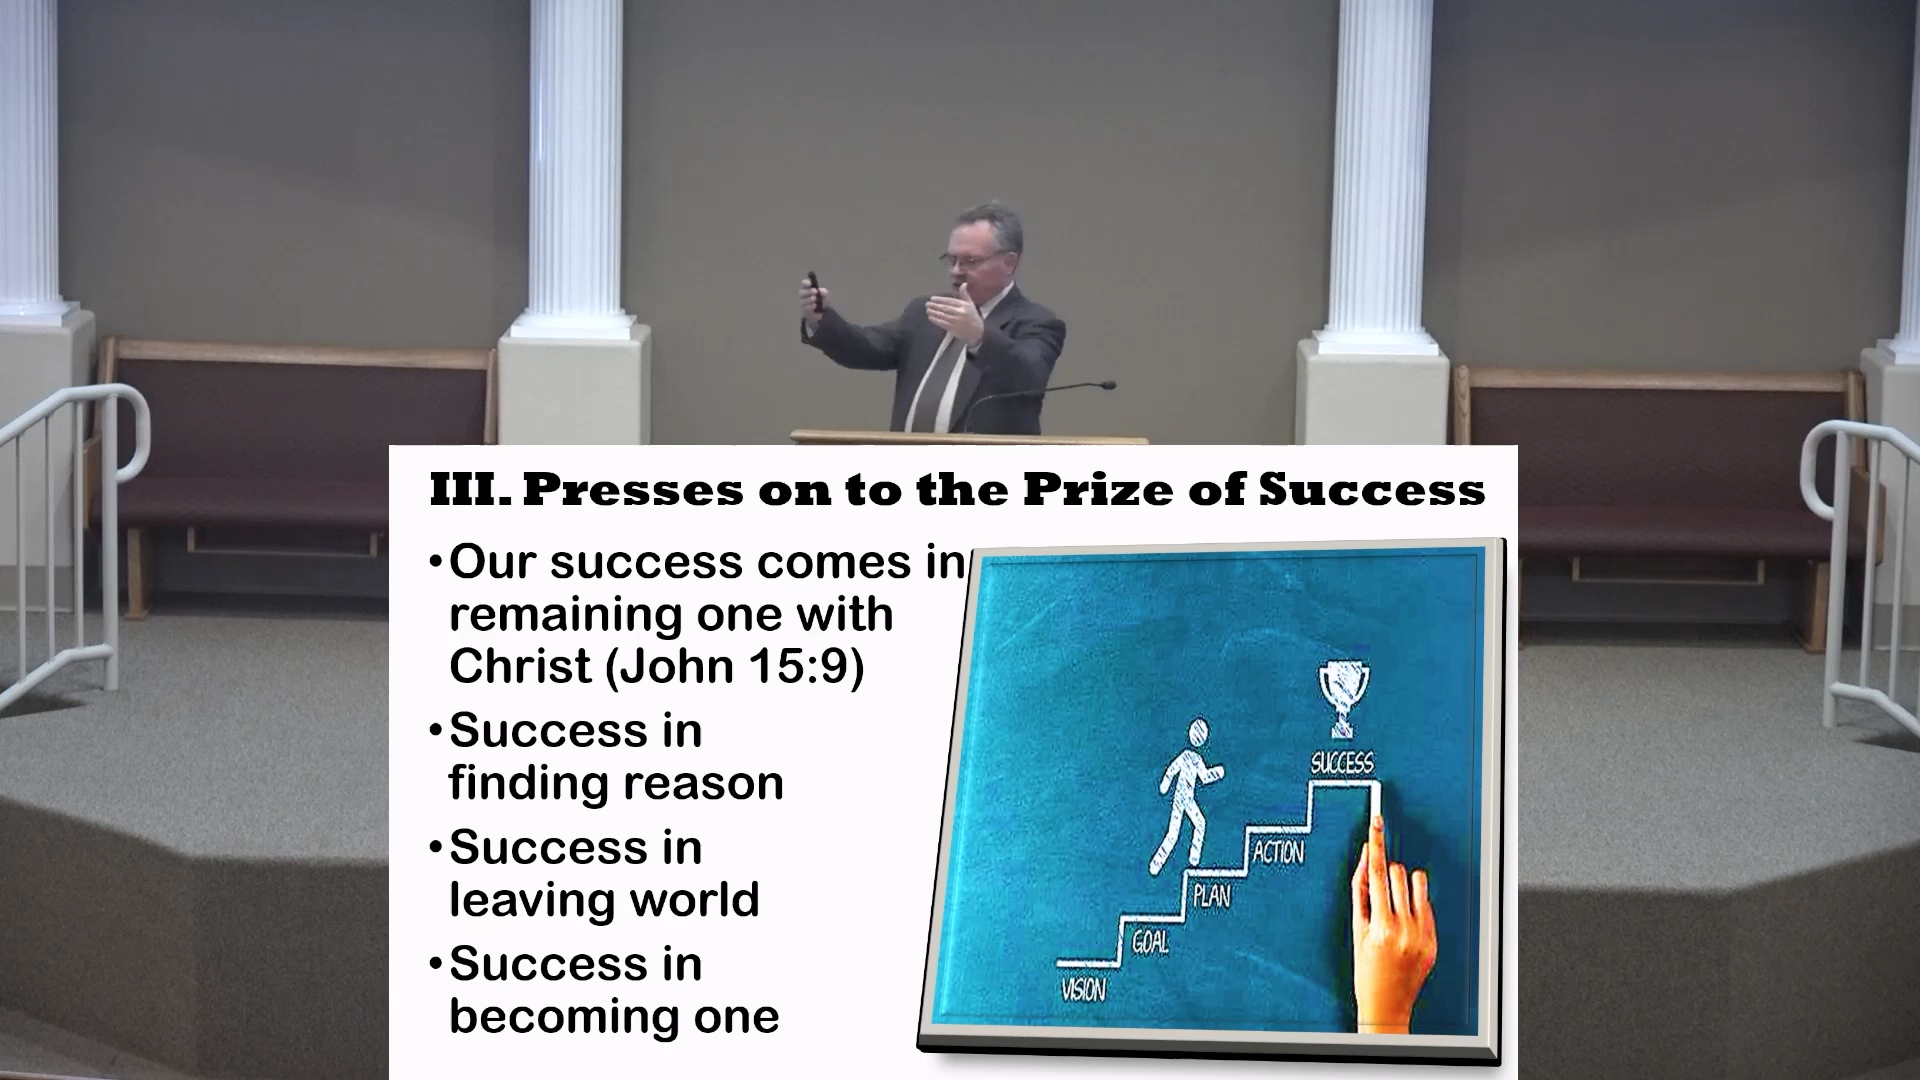 III. Presses on to the Prize of Success
•Our success comes in
remaining one with
Christ (John 15:9)
•Success in
finding reason
•Success in
leaving world
•Success in
becoming one
SUCCESS
ACTION
PLAN
GOAL
VISION